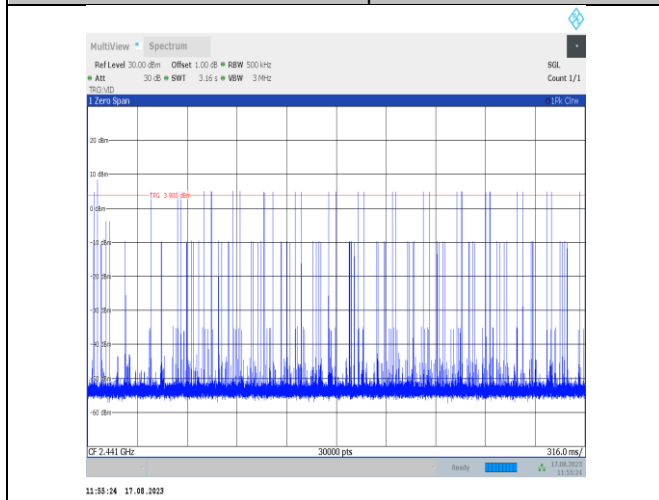 MultiView Spectrum
Ref Level 30.00 dBm Offset 1.00 dB RBW 500 kHz SGL
Att 30 dB SWT 3.16 s VBW 3 MHz Count 1/1
TRG:VID
1 Zero Span 1Pk Clrw
20 dBm
10 dBm
TRG 3.900 dBm
0 dBm
-10 dBm
-20 dBm
-30 dBm
-40 dBm
-60 dBm
CF 2.441 GHz 30000 pts 316.0 ms/
Ready 17.08.2023
11:55:24
11:55:24 17.08.2023